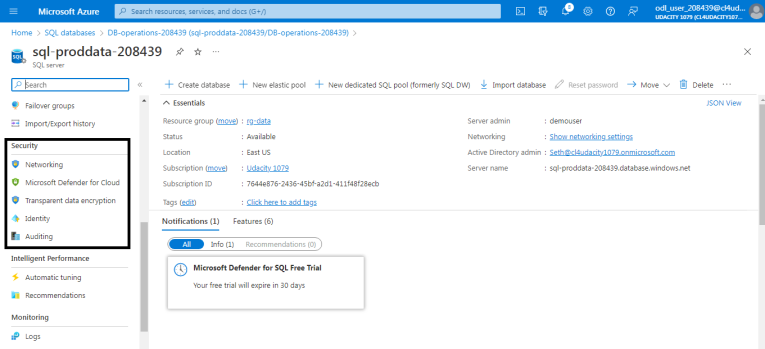 Microsoft Azure
Search resources, services, and docs (G+/)
odl_user_208439@cl4ud...
UDACITY 1079 (CL4UDACITY107...
Home > SQL databases > DB-operations-208439 (sql-proddata-208439/DB-operations-208439) >
sql-proddata-208439
SQL
SQL server
Search
Failover groups
Import/Export history
Security
Networking
Microsoft Defender for Cloud
Transparent data encryption
Identity
Auditing
Intelligent Performance
Automatic tuning
Recommendations
Monitoring
Logs
Create database
New elastic pool
New dedicated SQL pool (formerly SQL DW)
Import database
Reset password
Move
Delete
Essentials
JSON View
Resource group (move) : rg-data
Status : Available
Location : East US
Subscription (move) : Udacity 1079
Subscription ID : 7644e876-2436-45bf-a2d1-411f48f28ecb
Tags (edit) : Click here to add tags
Server admin : demouser
Networking : Show networking settings
Active Directory admin : Seth@cl4udacity1079.onmicrosoft.com
Server name : sql-proddata-208439.database.windows.net
Notifications (1)
Features (6)
All
Info (1)
Recommendations (0)
Microsoft Defender for SQL Free Trial
Your free trial will expire in 30 days